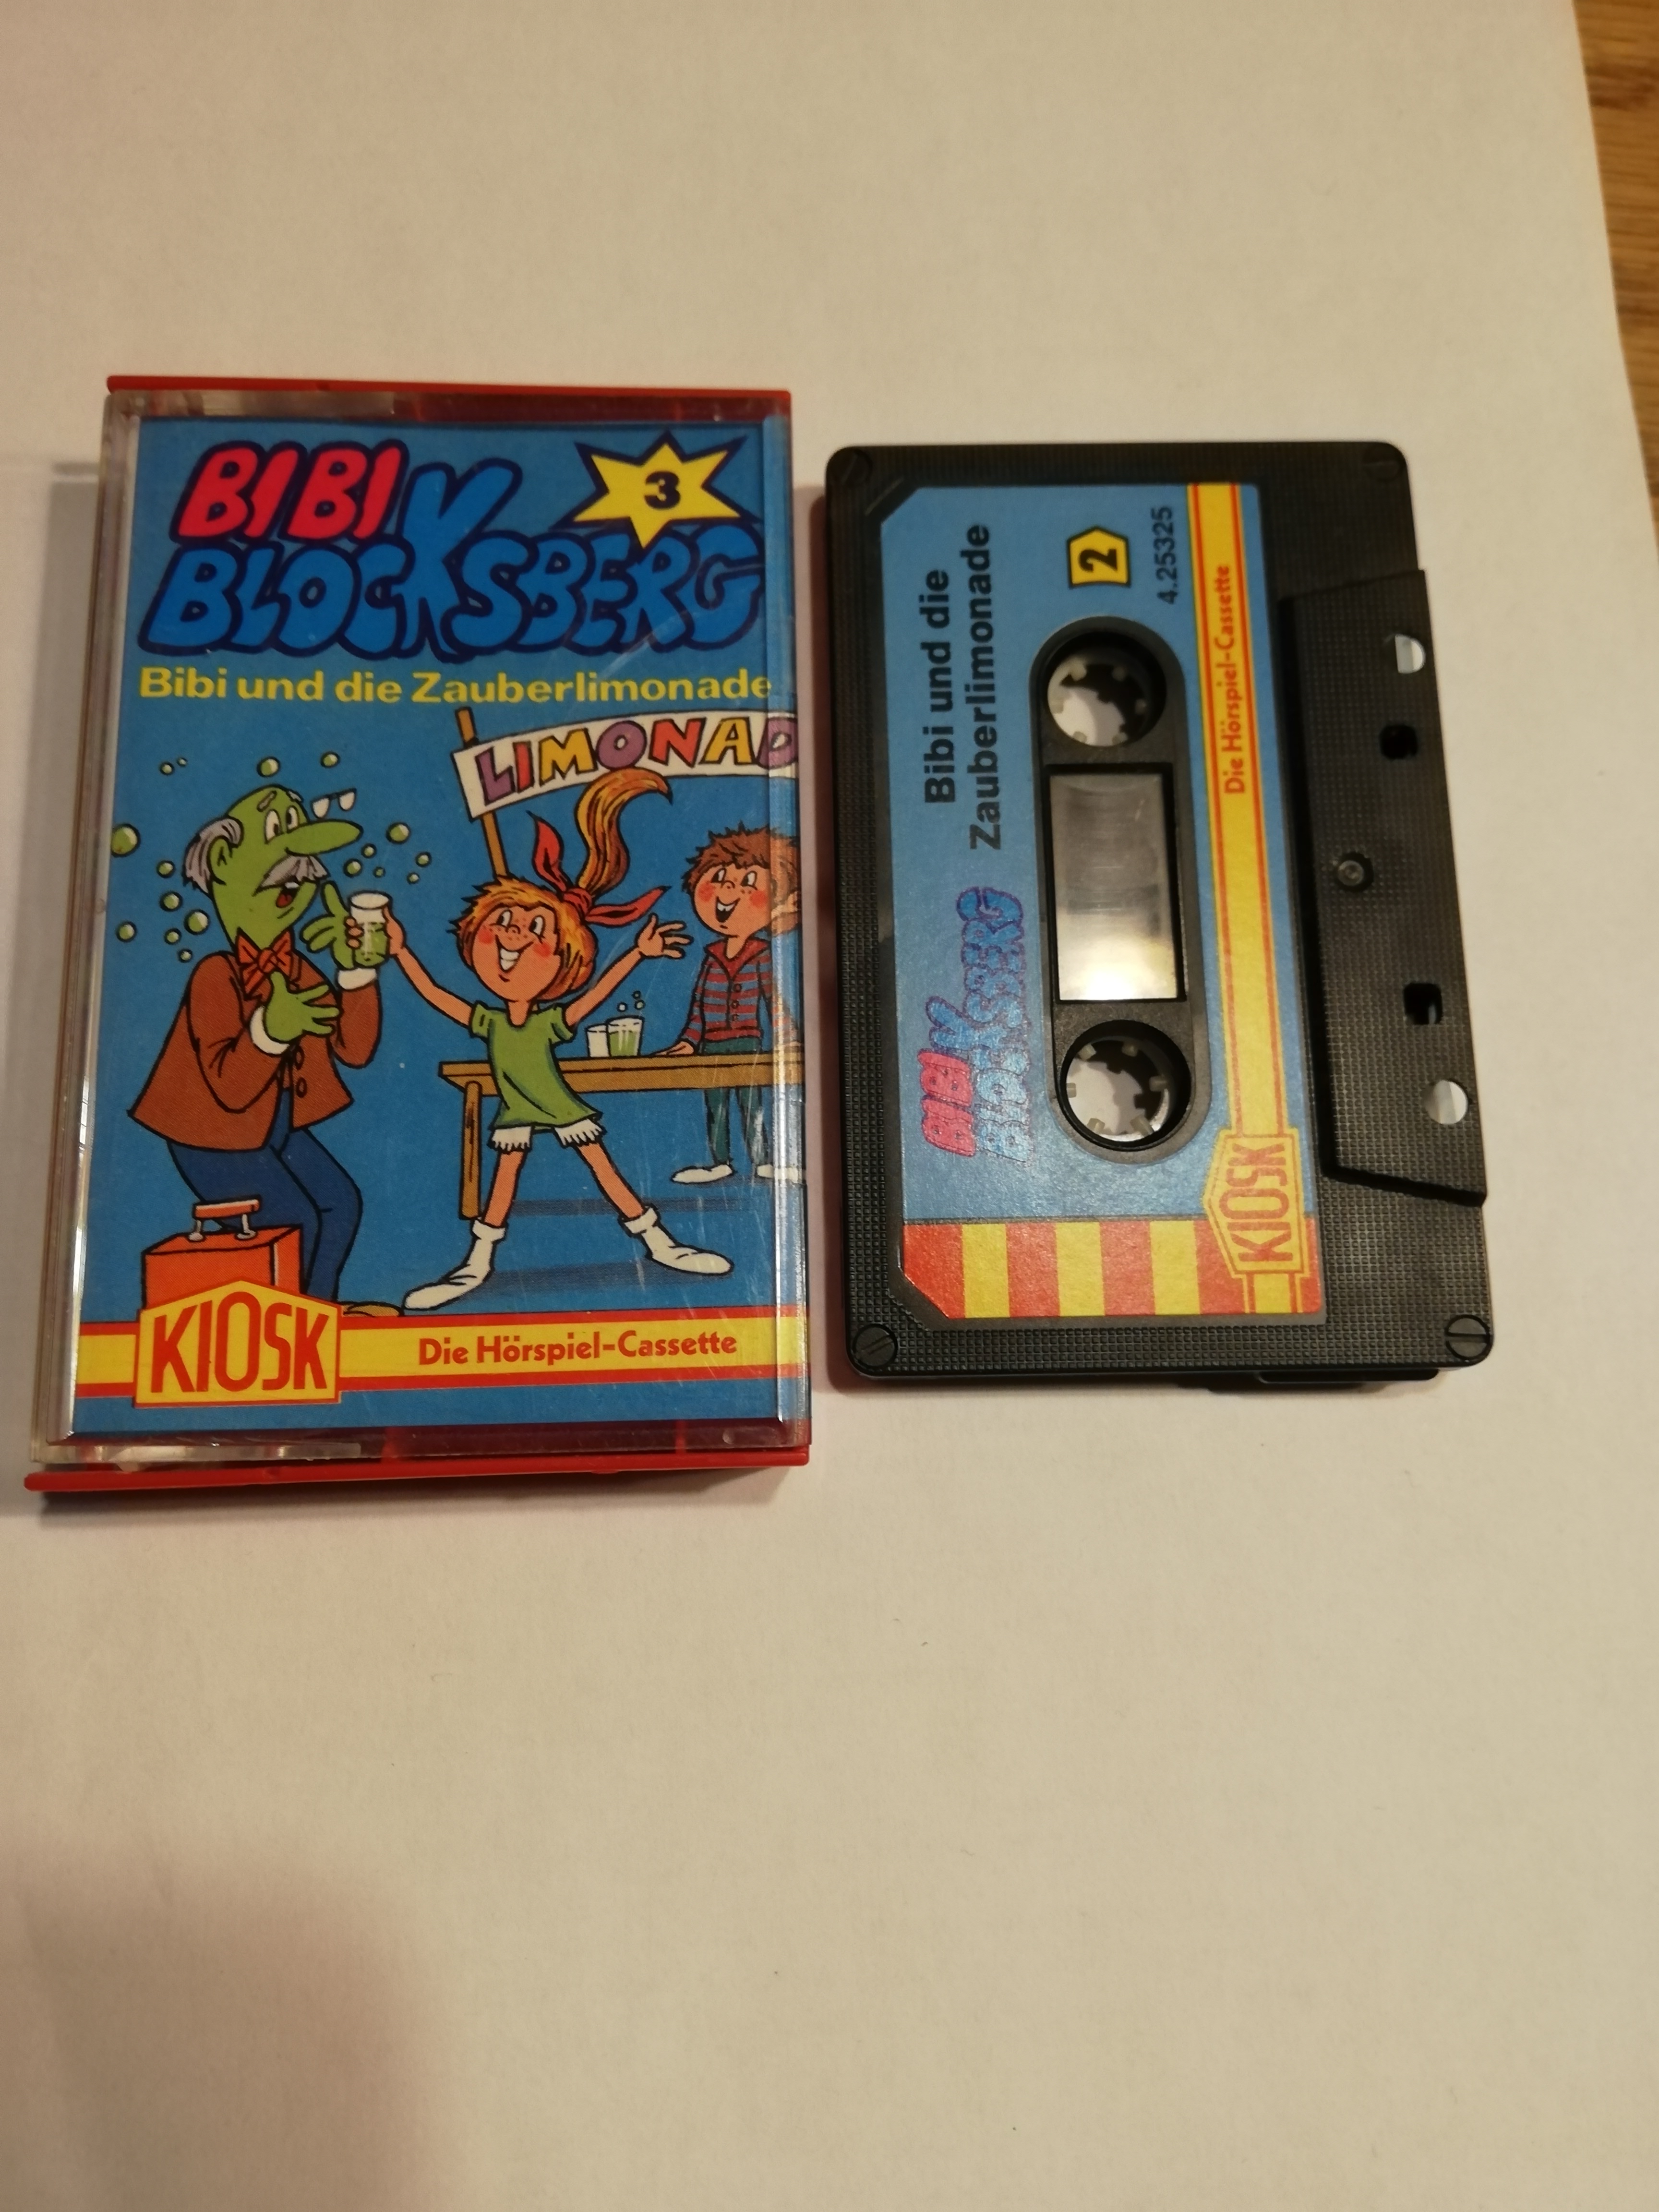 BIBI
BLOCKSBERG
3
Bibi und die Zauberlimonade
LIMONAD
KIOSK
Die Hörspiel-Cassette
Bibi und die
Zauberlimonade
2
4.25325
BIBI
BLOCKSBERG
Die Hörspiel-Cassette
KIOSK